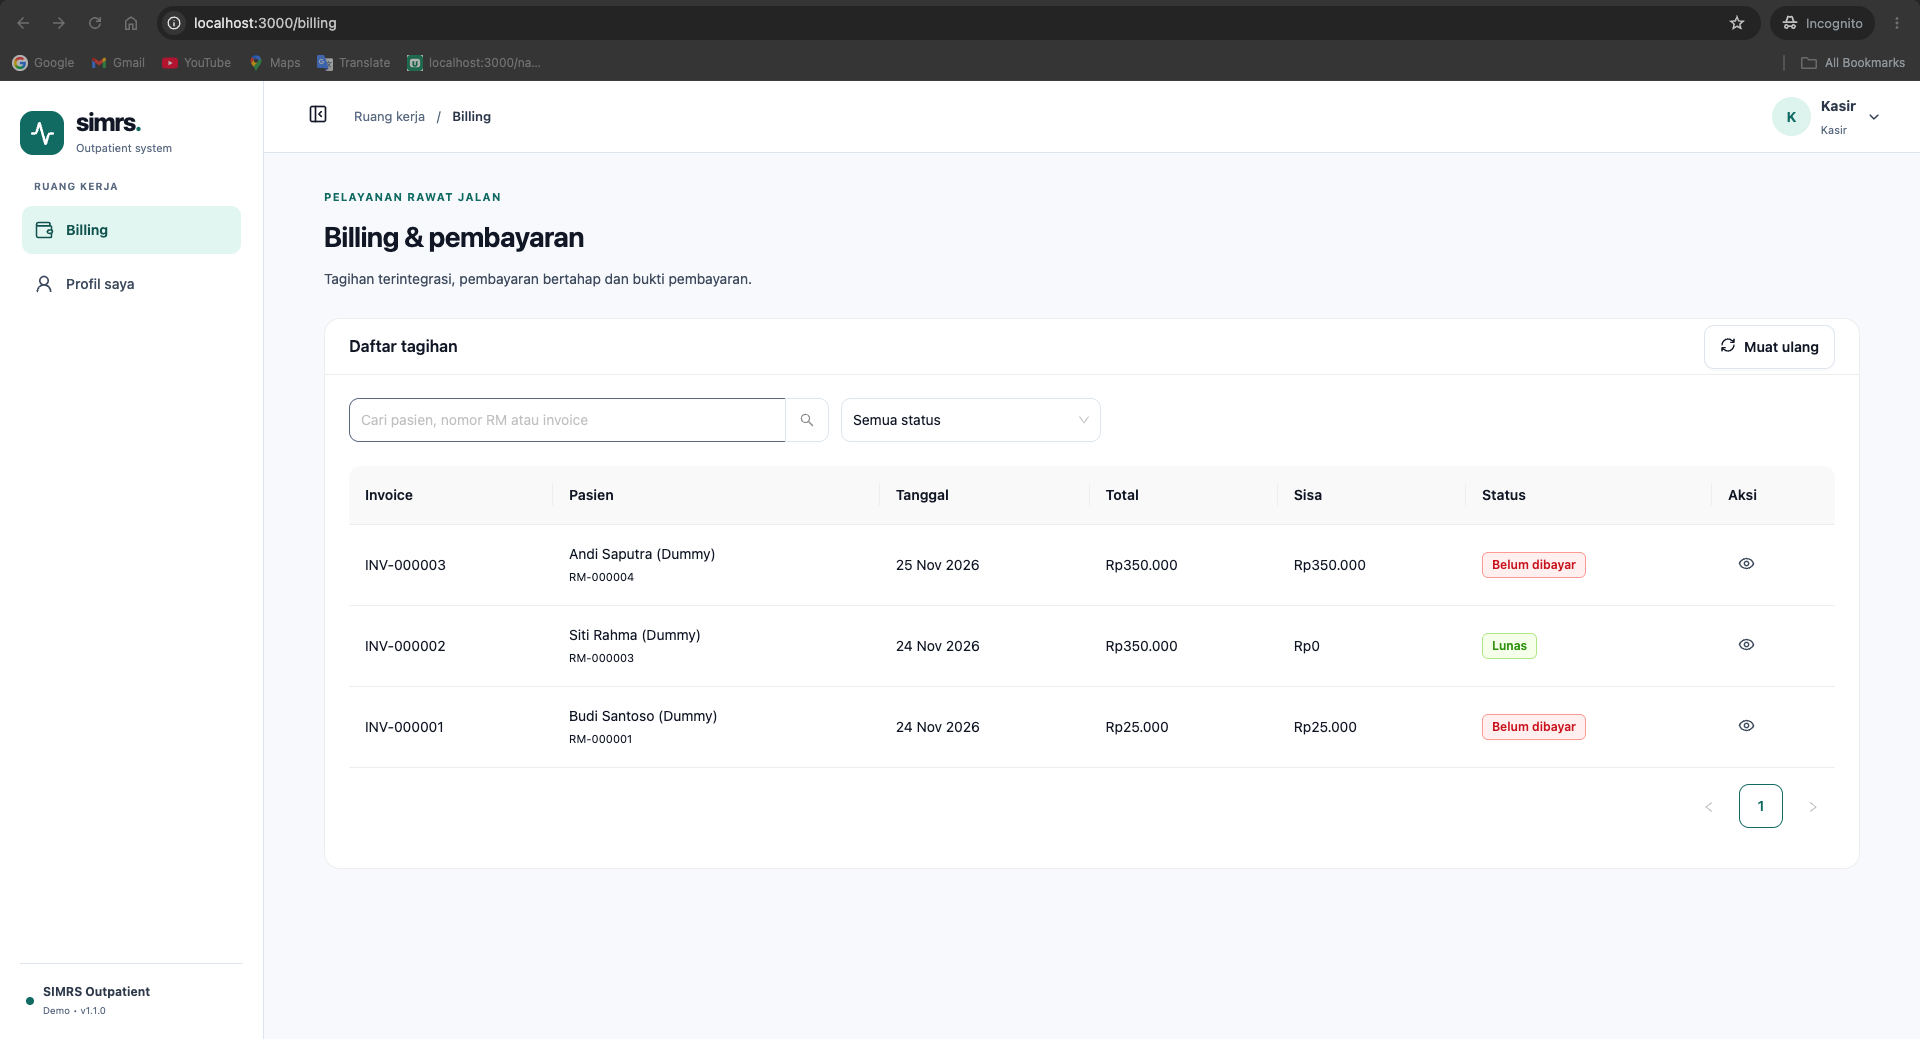 localhost:3000/billing
Incognito
Google
Gmail
YouTube
Maps
Translate
localhost:3000/na...
All Bookmarks
simrs.
Outpatient system
RUANG KERJA
Billing
Profil saya
SIMRS Outpatient
Demo • v1.1.0
Ruang kerja / Billing
K
Kasir
Kasir
PELAYANAN RAWAT JALAN
Billing & pembayaran
Tagihan terintegrasi, pembayaran bertahap dan bukti pembayaran.
Daftar tagihan
Muat ulang
Cari pasien, nomor RM atau invoice
Semua status
Invoice Pasien Tanggal Total Sisa Status Aksi
INV-000003 Andi Saputra (Dummy) 25 Nov 2026 Rp350.000 Rp350.000 Belum dibayar
RM-000004
INV-000002 Siti Rahma (Dummy) 24 Nov 2026 Rp350.000 Rp0 Lunas
RM-000003
INV-000001 Budi Santoso (Dummy) 24 Nov 2026 Rp25.000 Rp25.000 Belum dibayar
RM-000001
< 1 >